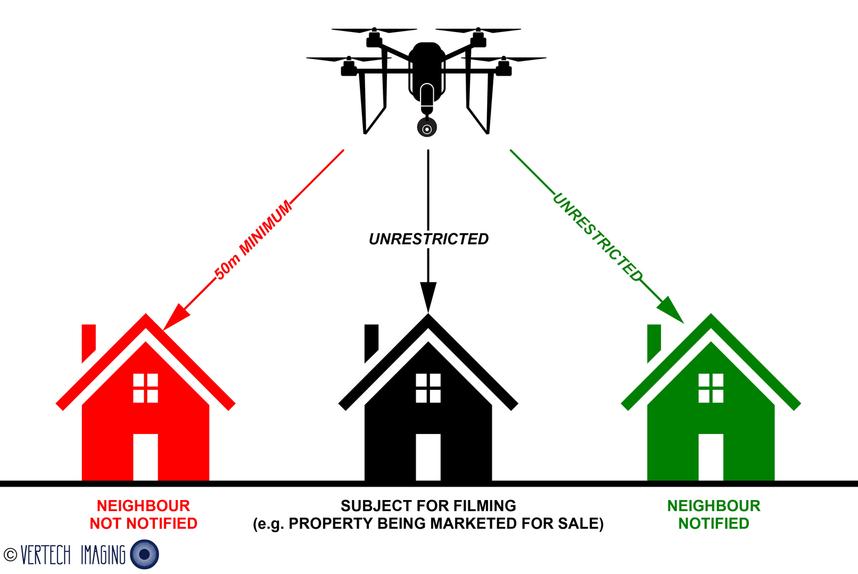 50m MINIMUM
UNRESTRICTED
UNRESTRICTED
NEIGHBOUR
NOT NOTIFIED
SUBJECT FOR FILMING
(e.g. PROPERTY BEING MARKETED FOR SALE)
NEIGHBOUR
NOTIFIED
© VERTECH IMAGING